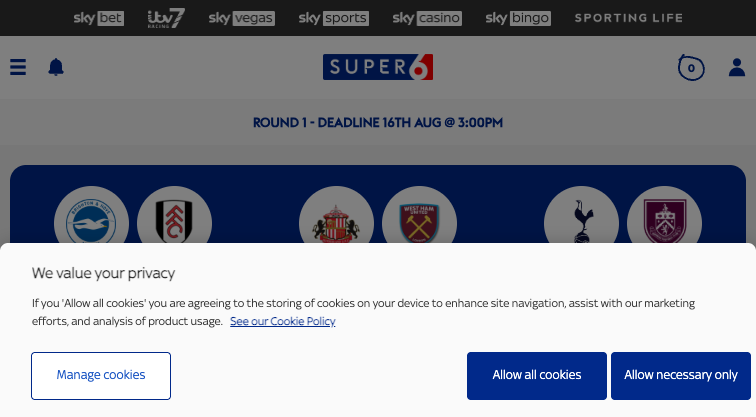 sky bet itv7 RACING sky vegas sky sports sky casino sky bingo SPORTING LIFE
SUPER6
0
ROUND 1 - DEADLINE 16TH AUG @ 3:00PM
BRIGHTON & HOVE
WEST HAM
UNITED
We value your privacy
If you 'Allow all cookies' you are agreeing to the storing of cookies on your device to enhance site navigation, assist with our marketing
efforts, and analysis of product usage. See our Cookie Policy
Manage cookies Allow all cookies Allow necessary only